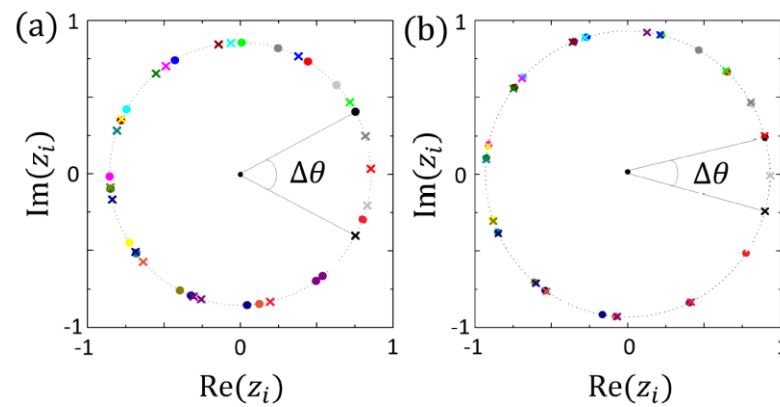 (a)
1
0
-1
Im(z_i)
Δθ
-1
0
1
Re(z_i)
(b)
1
0
-1
Im(z_i)
Δθ
-1
0
1
Re(z_i)